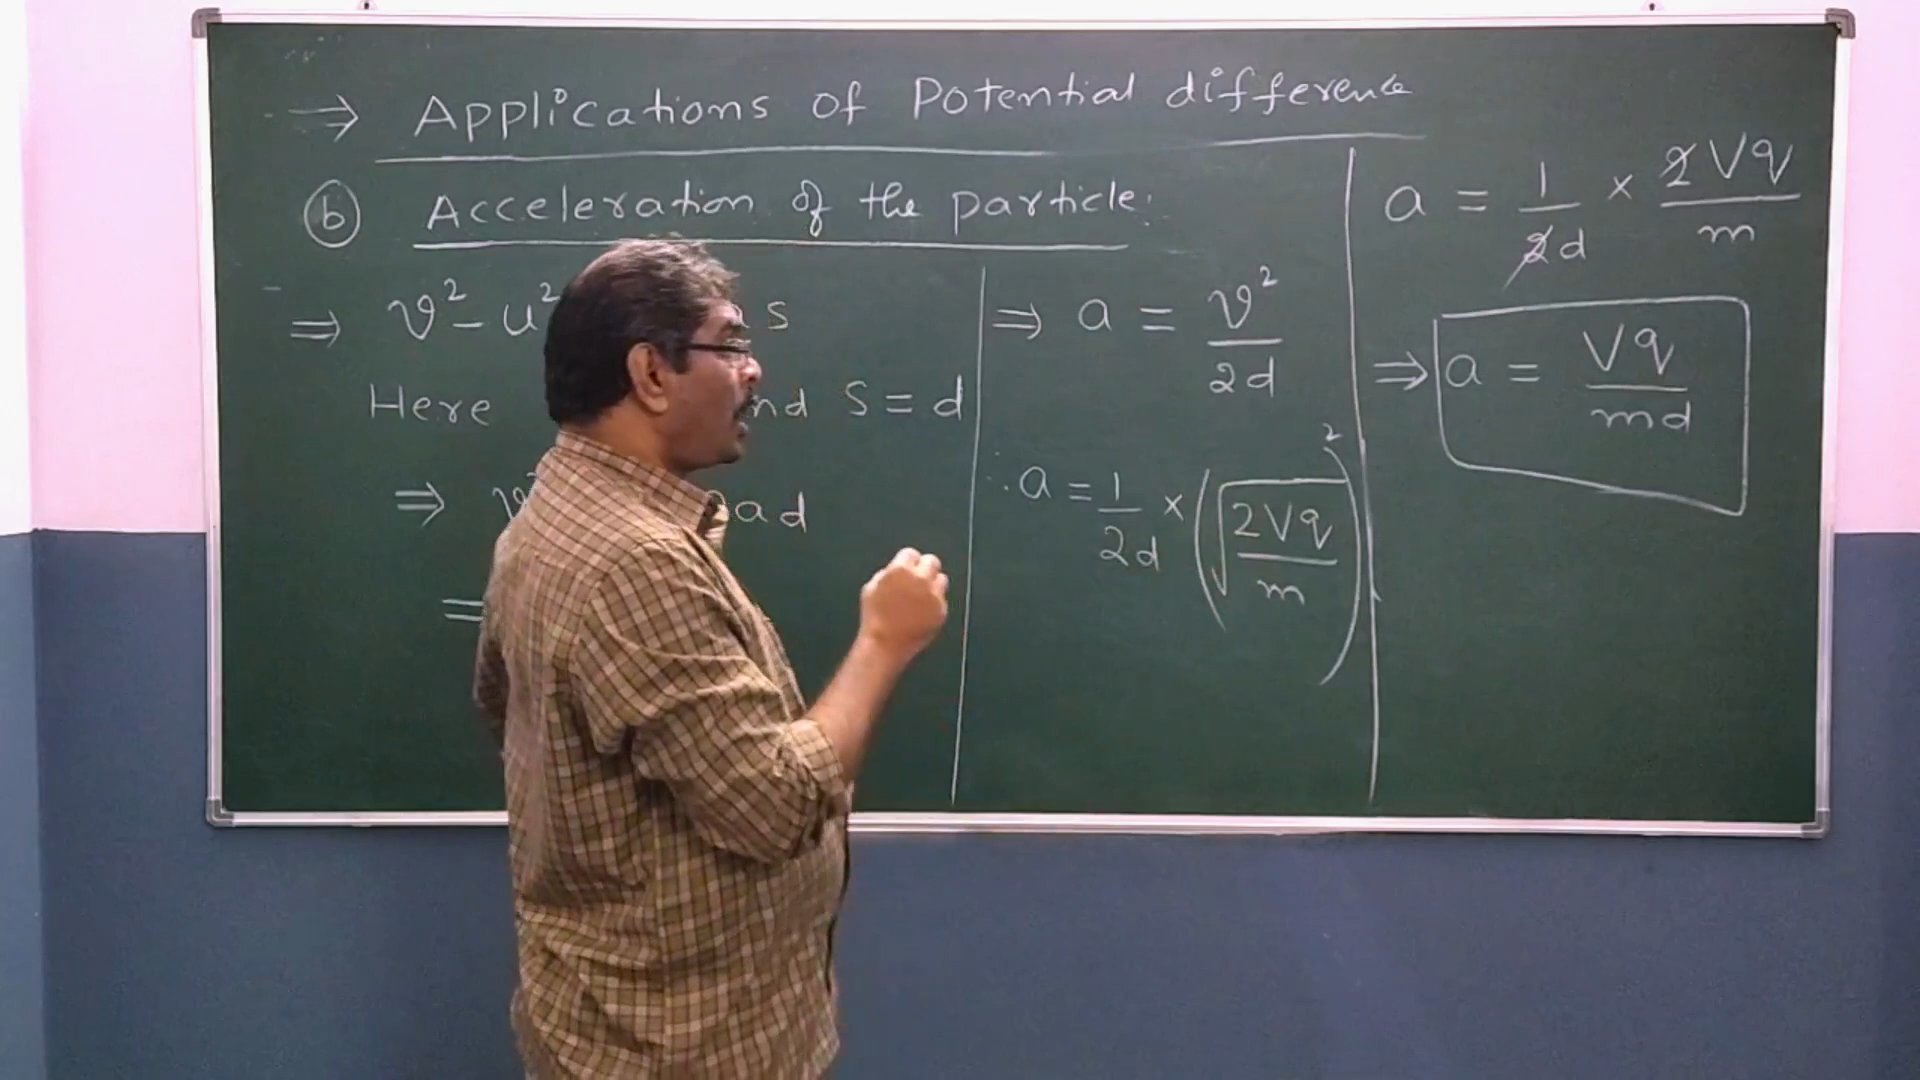 ⇒ Applications of Potential difference
ⓑ Acceleration of the particle:
⇒ v² - u² s
Here nd S = d
⇒ v ad
=
⇒ a = v²/2d
∴ a = 1/2d × (√(2Vq/m))²
a = 1/2d × 2Vq/m
⇒ a = Vq/md